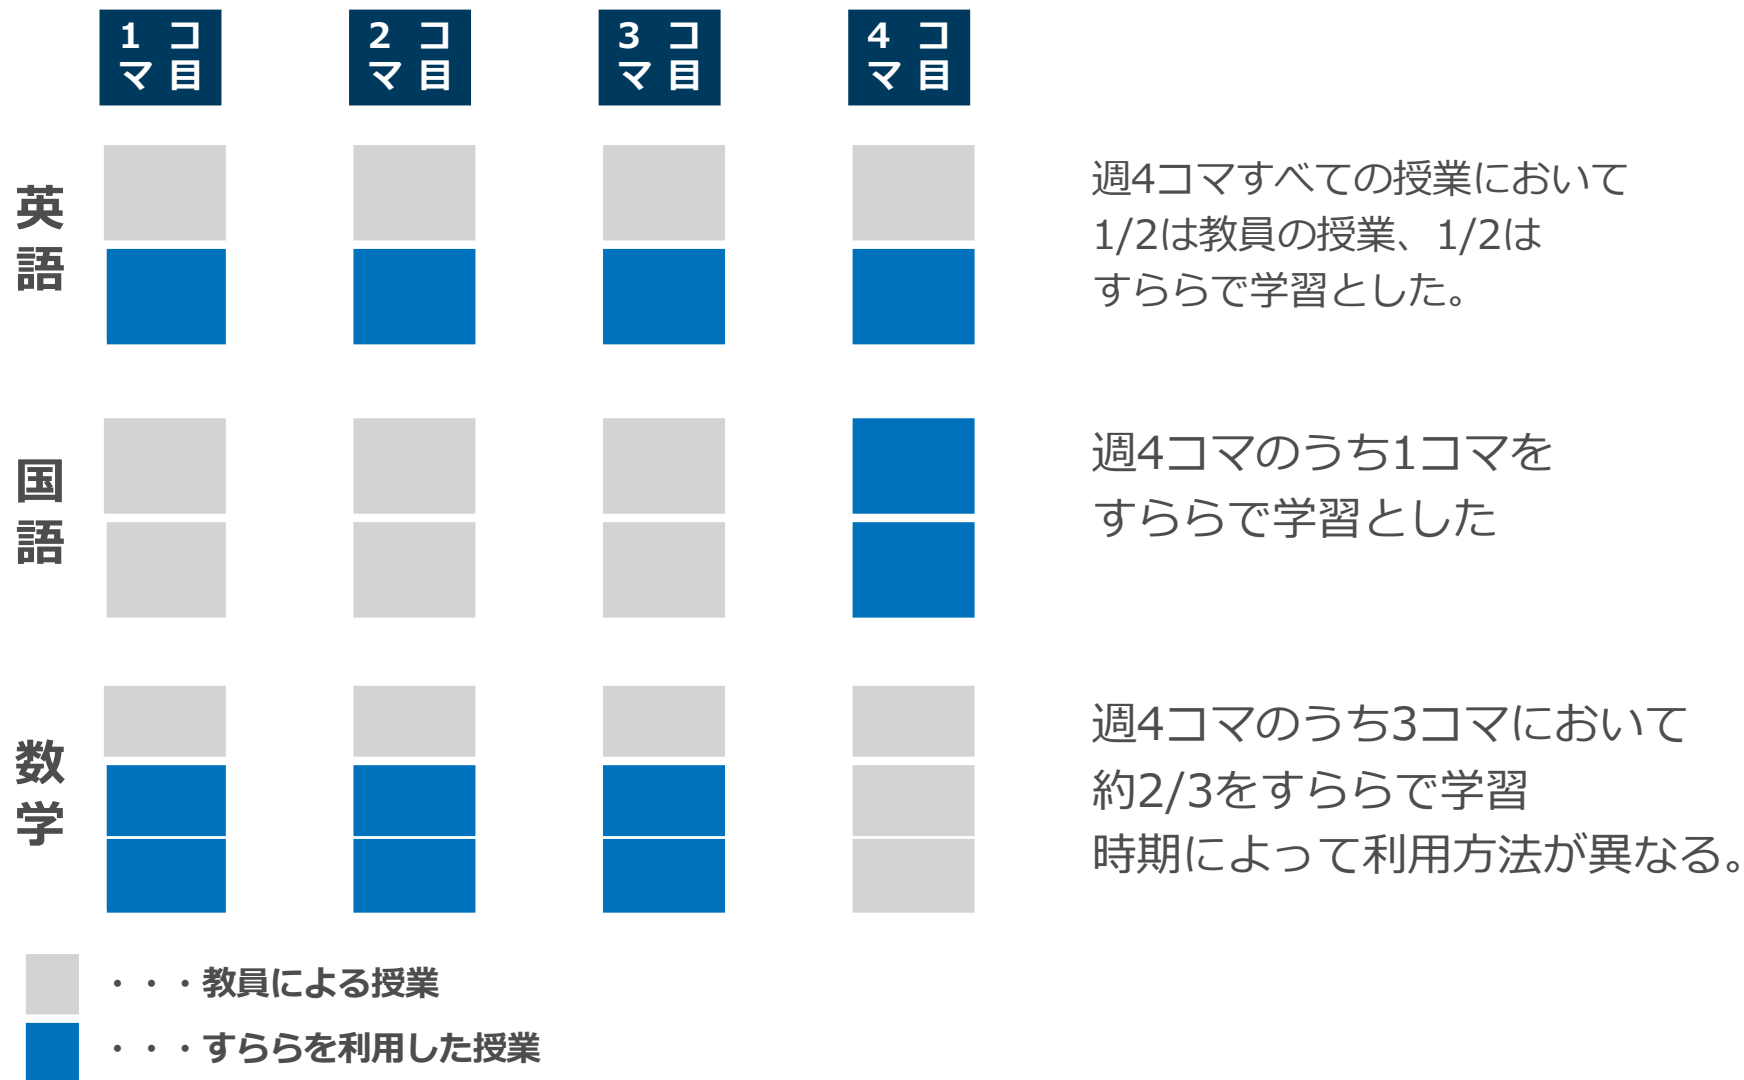 1 コ
マ 目
2 コ
マ 目
3 コ
マ 目
4 コ
マ 目
英
語
週4コマすべての授業において
1/2は教員の授業、1/2は
すららで学習とした。
国
語
週4コマのうち1コマを
すららで学習とした
数
学
週4コマのうち3コマにおいて
約2/3をすららで学習
時期によって利用方法が異なる。
・・・教員による授業
・・・すららを利用した授業